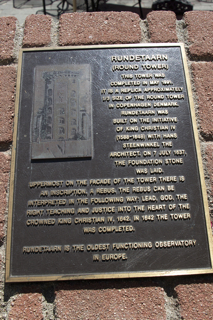 RUNDETAARN
(ROUND TOWER)
THIS TOWER WAS
COMPLETED IN MAY 1991.
IT IS A REPLICA APPROXIMATELY
1/3 SIZE OF THE ROUND TOWER
IN COPENHAGEN DENMARK.
RUNDETAARN WAS
BUILT ON THE INITIATIVE
OF KING CHRISTIAN IV
(1588-1648) WITH HANS
STEENWINKEL THE
ARCHITECT. ON 7 JULY 1637,
THE FOUNDATION STONE
WAS LAID.
UPPERMOST ON THE FACADE OF THE TOWER THERE IS
AN INSCRIPTION, A REBUS. THE REBUS CAN BE
INTERPRETED IN THE FOLLOWING WAY: LEAD, GOD, THE
RIGHT TEACHING AND JUSTICE INTO THE HEART OF THE
CROWNED KING CHRISTIAN IV, 1642. IN 1642 THE TOWER
WAS COMPLETED.
RUNDETAARN IS THE OLDEST FUNCTIONING OBSERVATORY
IN EUROPE.